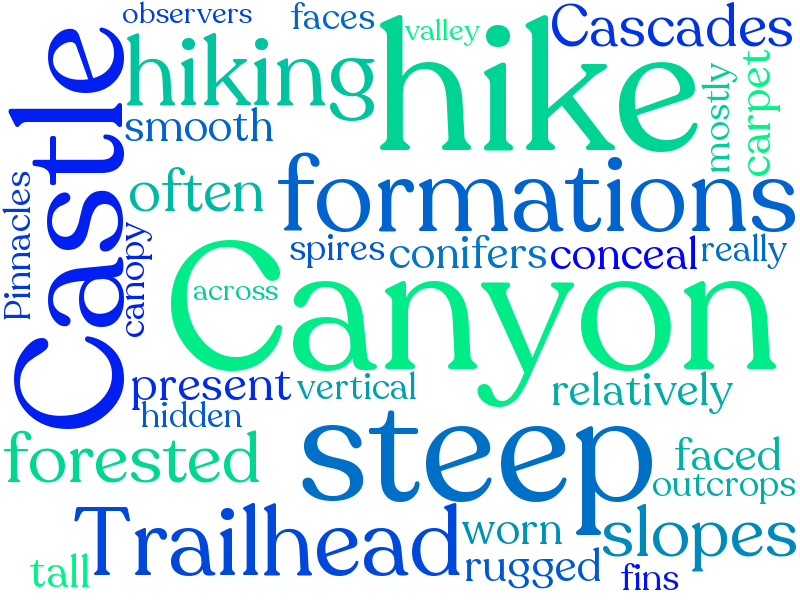 observers
faces
valley
Cascades
hiking
hike
Castle
smooth
mostly
carpet
often
formations
Pinnacles
canopy
spires
conifers
conceal
really
across
Canyon
present
vertical
relatively
hidden
steep
forested
faced
outcrops
Trailhead
worn
slopes
tall
rugged
fins